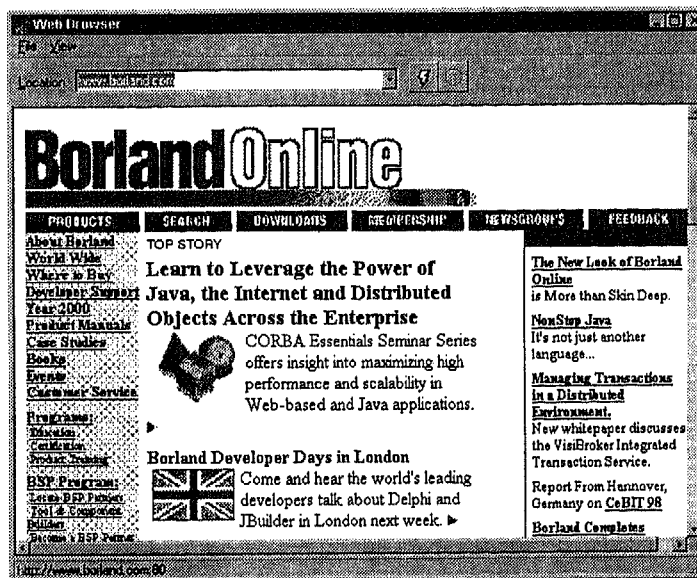 Web Browser
File View
Location www.borland.com
Borland Online
PRODUCTS SEARCH DOWNLOADS MEMBERSHIP NEWSGROUPS FEEDBACK
About Borland
World Wide
Where to Buy
Developer Support
Year 2000
Product Manuals
Case Studies
Books
Events
Customer Service
Programs:
Education
Certification
Product Training
BSP Program:
Locate BSP Partners
Tool & Component
Builders
Become a BSP Partner
TOP STORY
Learn to Leverage the Power of
Java, the Internet and Distributed
Objects Across the Enterprise
CORBA Essentials Seminar Series
offers insight into maximizing high
performance and scalability in
Web-based and Java applications.
Borland Developer Days in London
Come and hear the world's leading
developers talk about Delphi and
JBuilder in London next week.
The New Look of Borland
Online
is More than Skin Deep.
NonStop Java
It's not just another
language...
Managing Transactions
in a Distributed
Environment.
New whitepaper discusses
the VisiBroker Integrated
Transaction Service.
Report From Hannover,
Germany on CeBIT 98
Borland Completes
http://www.borland.com:80